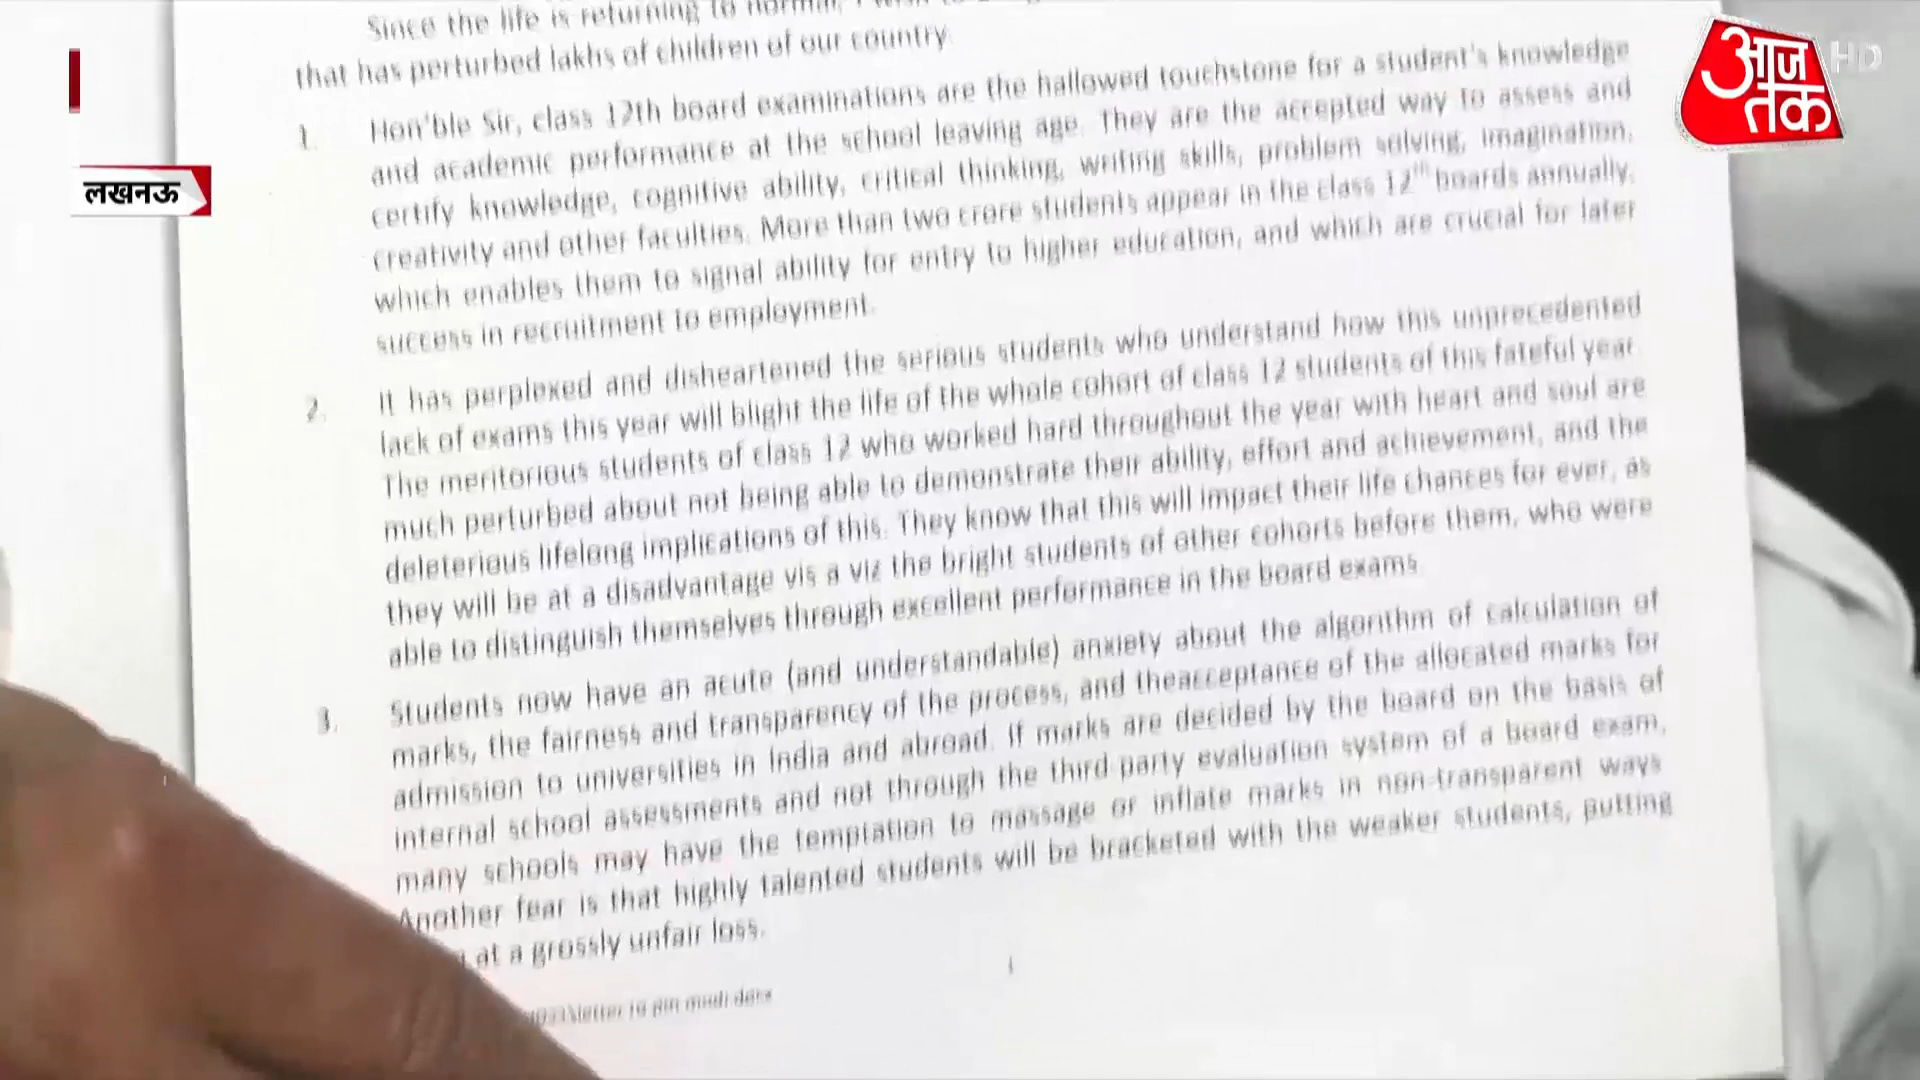 Since the life is returning to normal, I wish to
that has perturbed lakhs of children of our country.
1. Hon'ble Sir, class 12th board examinations are the hallowed touchstone for a student's knowledge
and academic performance at the school leaving age. They are the accepted way to assess and
certify knowledge, cognitive ability, critical thinking, writing skills, problem solving, imagination,
creativity and other faculties. More than two crore students appear in the class 12th boards annually,
which enables them to signal ability for entry to higher education, and which are crucial for later
success in recruitment to employment.
2. It has perplexed and disheartened the serious students who understand how this unprecedented
lack of exams this year will blight the life of the whole cohort of class 12 students of this fateful year.
The meritorious students of class 12 who worked hard throughout the year with heart and soul are
much perturbed about not being able to demonstrate their ability, effort and achievement, and the
deleterious lifelong implications of this. They know that this will impact their life chances for ever, as
they will be at a disadvantage vis a viz the bright students of other cohorts before them, who were
able to distinguish themselves through excellent performance in the board exams.
3. Students now have an acute (and understandable) anxiety about the algorithm of calculation of
marks, the fairness and transparency of the process, and theacceptance of the allocated marks for
admission to universities in India and abroad. If marks are decided by the board on the basis of
internal school assessments and not through the third party evaluation system of a board exam,
many schools may have the temptation to massage or inflate marks in non-transparent ways
Another fear is that highly talented students will be bracketed with the weaker students, putting
at a grossly unfair loss.
1
letter to pm modi.docx
लखनऊ
आज
तक
HD